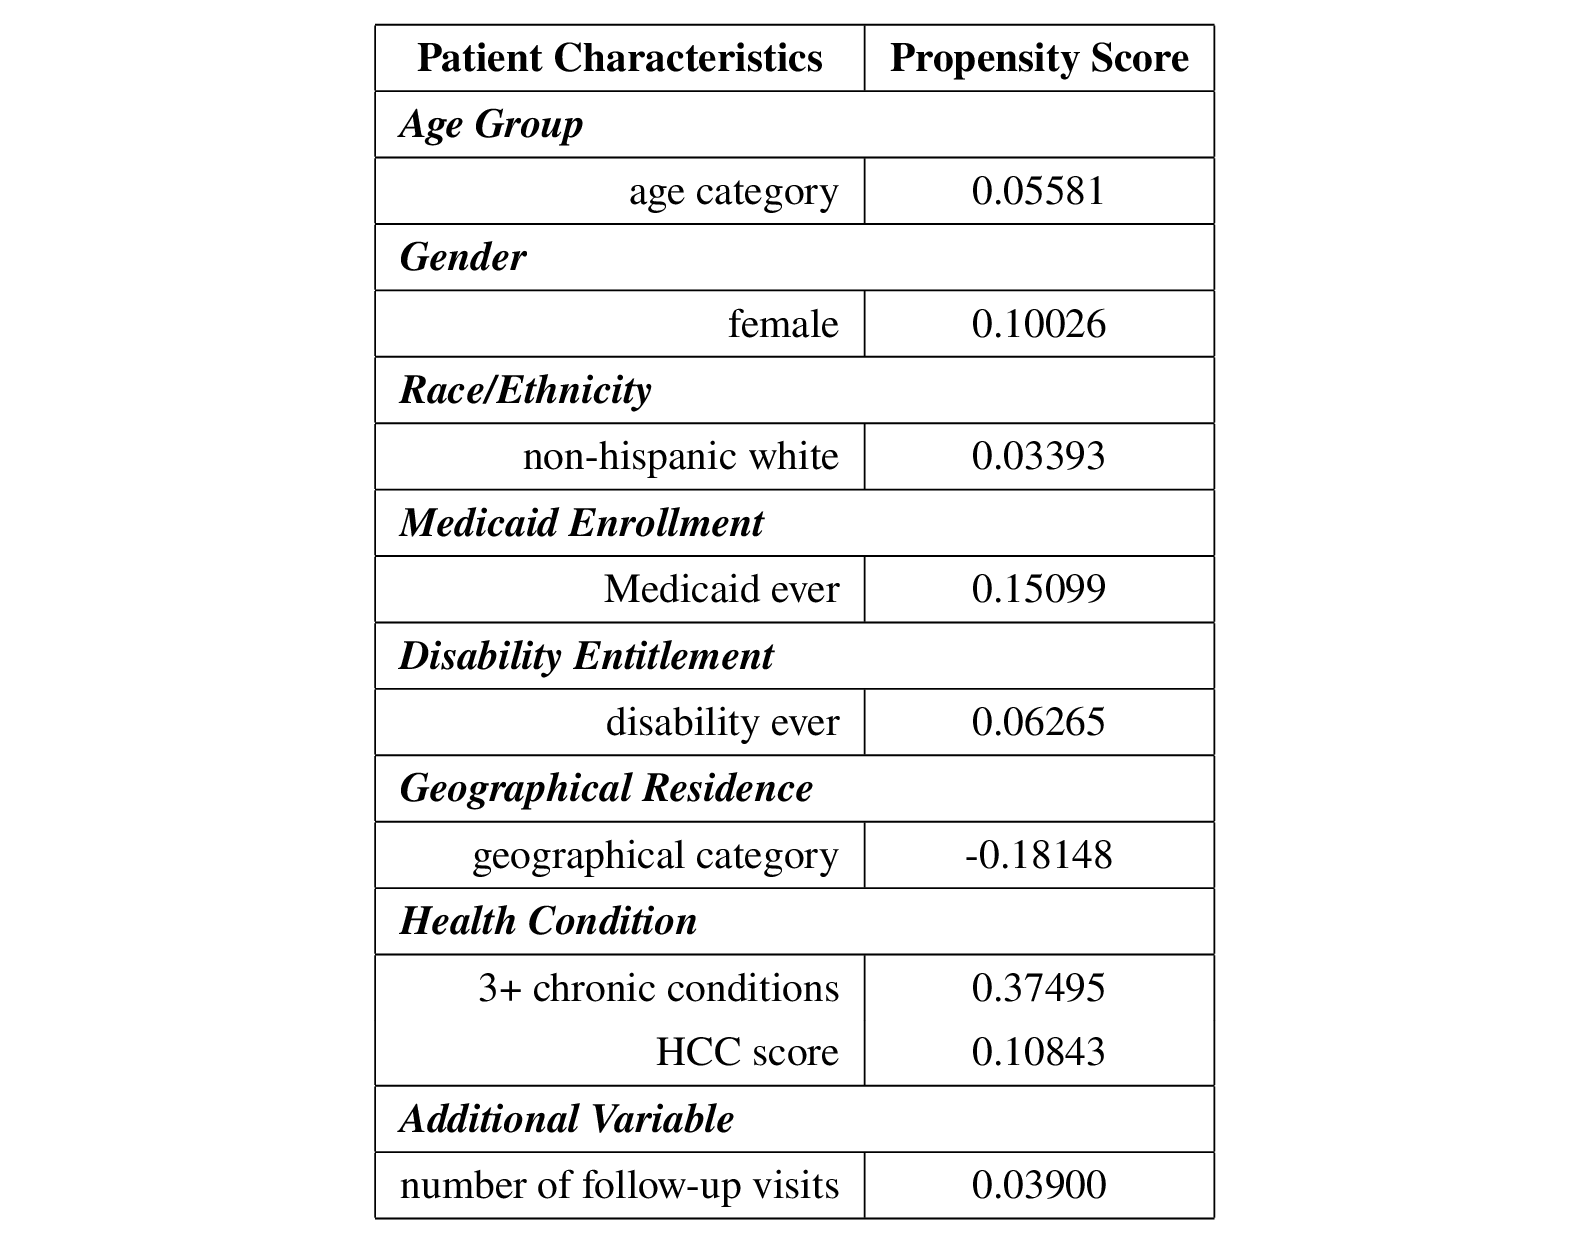 Patient Characteristics Propensity Score
Age Group
age category 0.05581
Gender
female 0.10026
Race/Ethnicity
non-hispanic white 0.03393
Medicaid Enrollment
Medicaid ever 0.15099
Disability Entitlement
disability ever 0.06265
Geographical Residence
geographical category -0.18148
Health Condition
3+ chronic conditions 0.37495
HCC score 0.10843
Additional Variable
number of follow-up visits 0.03900